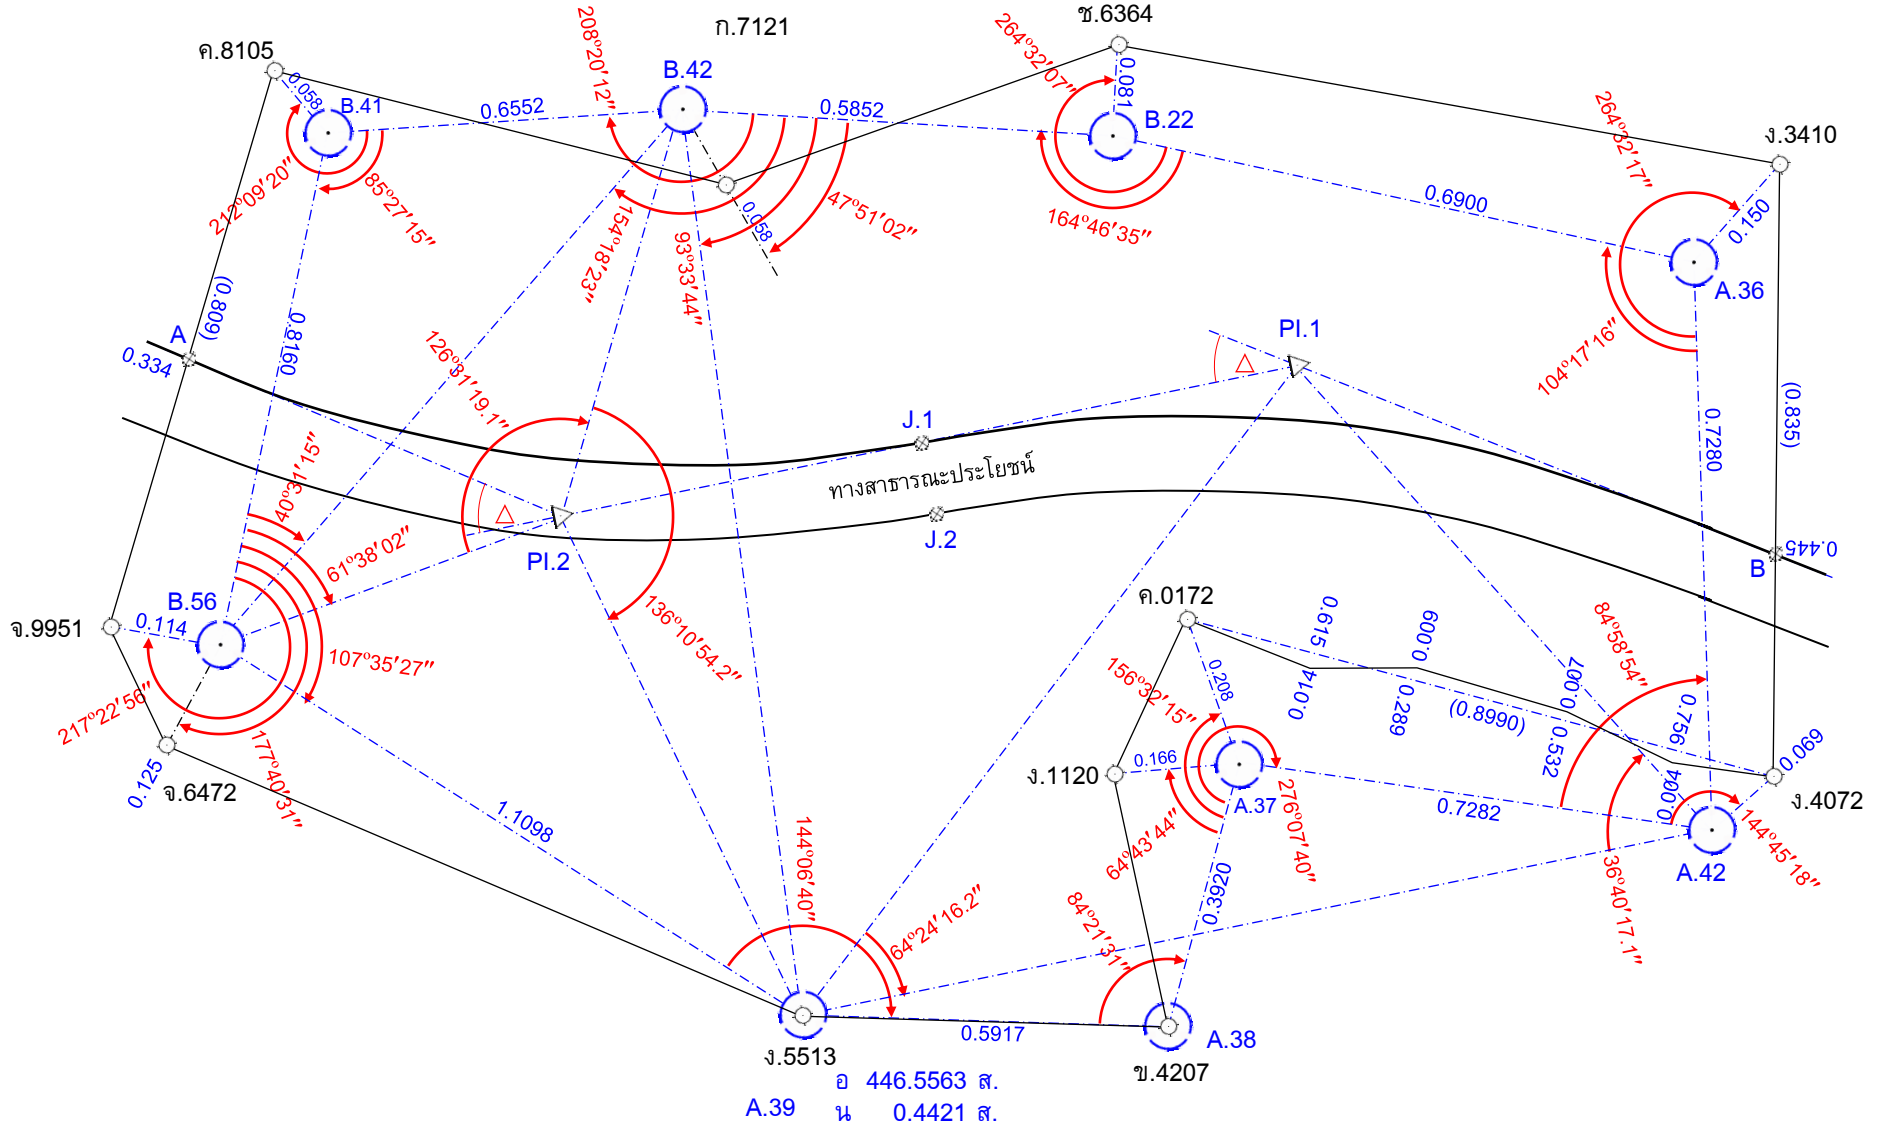 ค.8105
208°20'12"
ก.7121
ช.6364
264°32'07"
B.42
0.058
B.41
0.6552
0.5852
0.081
B.22
264°32'17"
ง.3410
212°09'20"
85°27'15"
154°18'23"
93°33'44"
0.058
47°51'02"
164°46'35"
0.6900
0.150
A.36
(0.809)
0.8160
A
0.334
126°31'19.1"
PI.1
△
104°17'16"
(0.835)
0.7280
J.1
ทางสาธารณะประโยชน์
40°31'15"
△
PI.2
J.2
61°38'02"
B
0.445
B.56
0.114
จ.9951
107°35'27"
136°10'54.2"
ค.0172
0.615
0.009
84°58'54"
156°32'15"
0.208
0.014
0.289
(0.8990)
0.007
0.532
0.756
0.069
217°22'56"
0.125
จ.6472
177°40'31"
ง.1120
0.166
A.37
276°07'40"
0.7282
0.004
ง.4072
144°45'18"
1.1098
144°06'40"
64°24'16.2"
64°43'44"
84°21'31"
0.3920
36°40'17.1"
A.42
0.5917
A.38
ง.5513
ข.4207
อ 446.5563 ส.
A.39 น 0.4421 ส.